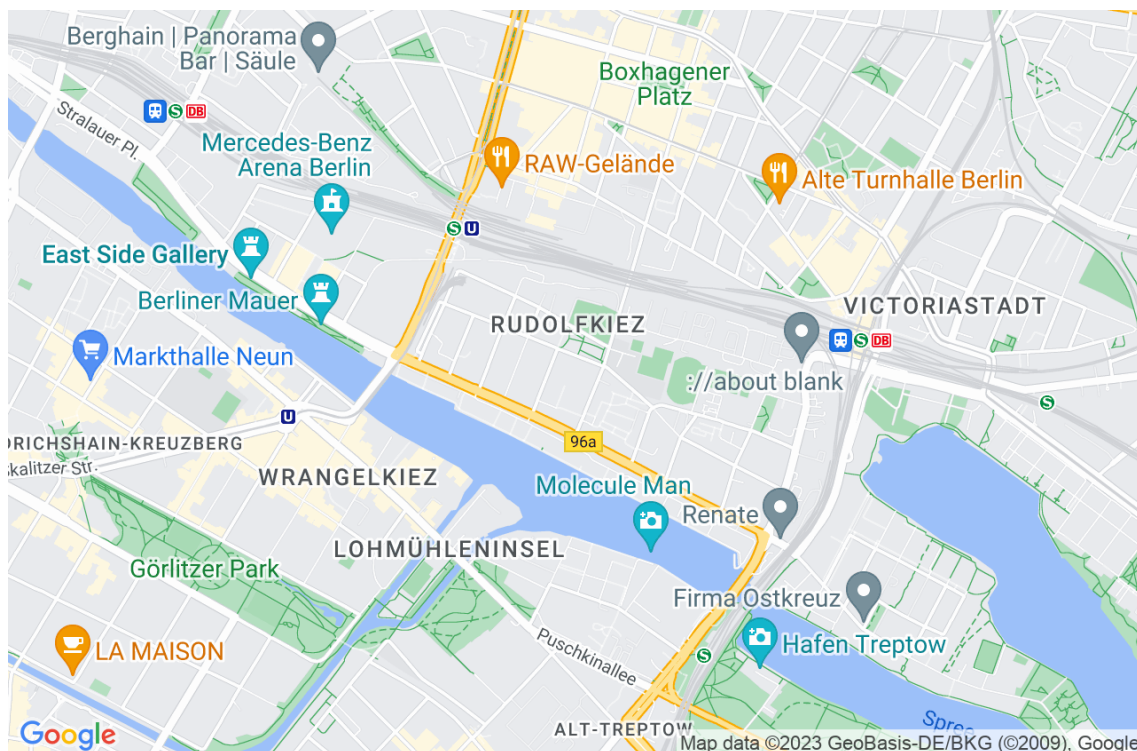 Berghain | Panorama
Bar | Säule
Boxhagener
Platz
S
DB
Stralauer Pl.
Mercedes-Benz
Arena Berlin
RAW-Gelände
Alte Turnhalle Berlin
S
U
East Side Gallery
Berliner Mauer
RUDOLFKIEZ
VICTORIASTADT
S
DB
Markthalle Neun
://about blank
S
U
DRICHSHAIN-KREUZBERG
96a
skalitzer Str.
WRANGELKIEZ
Molecule Man
Renate
LOHMÜHLENINSEL
Görlitzer Park
Firma Ostkreuz
LA MAISON
Puschkinallee
S
Hafen Treptow
ALT-TREPTOW
Spree
Google
Map data ©2023 GeoBasis-DE/BKG (©2009), Google